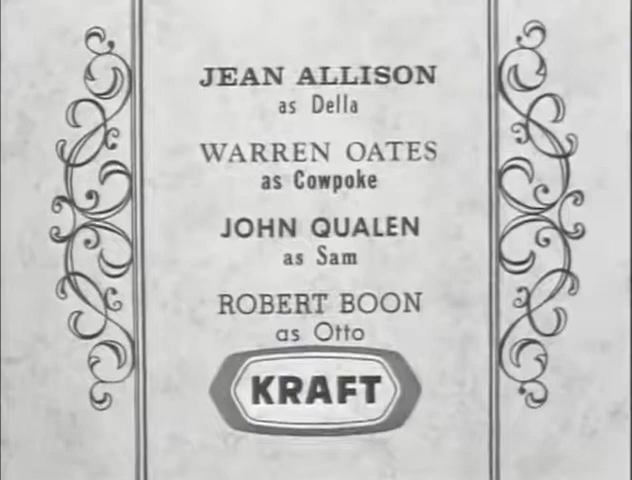 JEAN ALLISON
as Della
WARREN OATES
as Cowpoke
JOHN QUALEN
as Sam
ROBERT BOON
as Otto
KRAFT